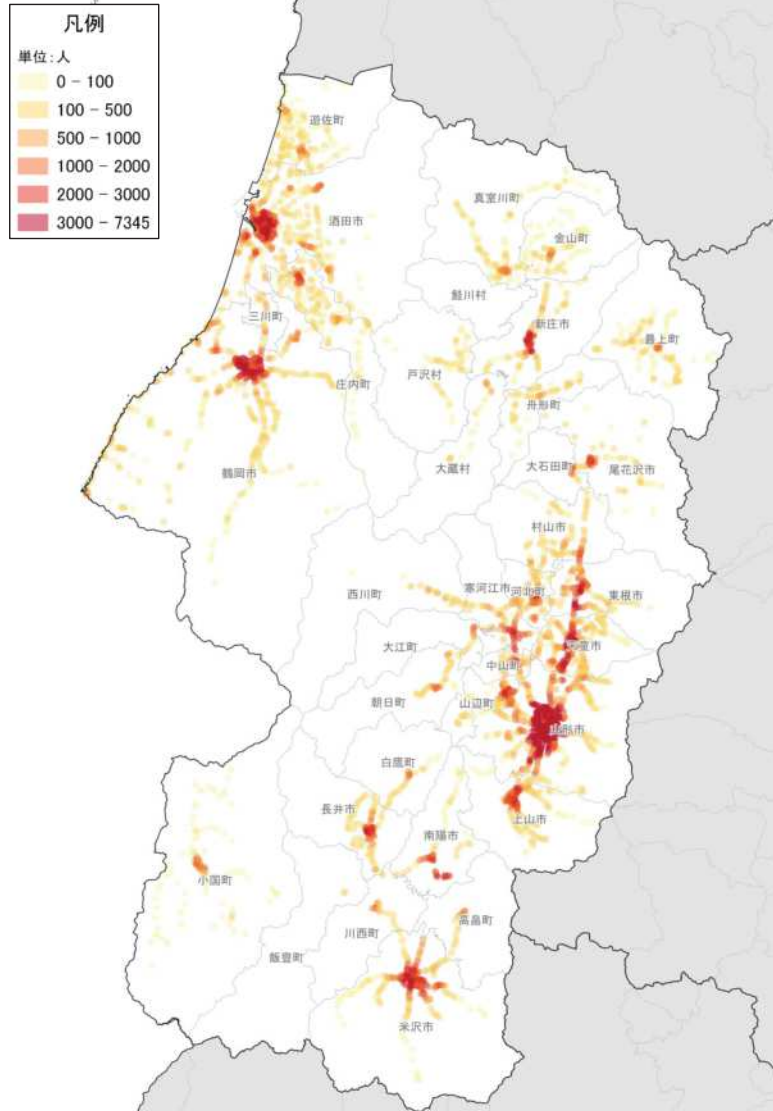 凡例
単位:人
0 - 100
100 - 500
500 - 1000
1000 - 2000
2000 - 3000
3000 - 7345
遊佐町
酒田市
真室川町
金山町
鮭川村
三川町
新庄市
最上町
庄内町
戸沢村
舟形町
鶴岡市
大蔵村
大石田町
尾花沢市
村山市
西川町
寒河江市
河北町
東根市
大江町
天童市
中山町
朝日町
山辺町
山形市
白鷹町
長井市
南陽市
上山市
小国町
川西町
高畠町
飯豊町
米沢市